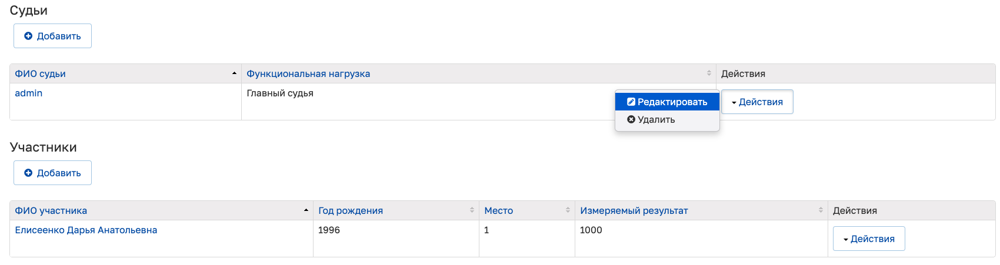 Судьи
Добавить
ФИО судьи Функциональная нагрузка Действия
admin Главный судья
Редактировать Действия
Удалить
Участники
Добавить
ФИО участника Год рождения Место Измеряемый результат Действия
Елисеенко Дарья Анатольевна 1996 1 1000
Действия